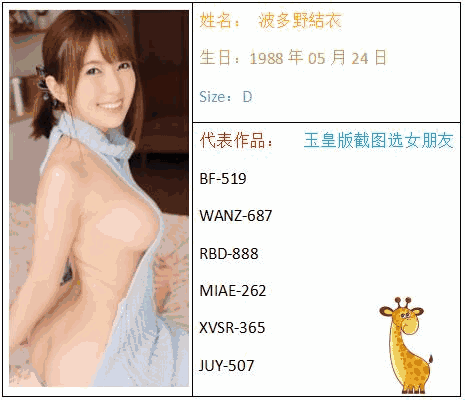 姓名： 波多野結衣
生日：1988 年 05 月 24 日
Size：D
代表作品： 玉皇版截图选女朋友
BF-519
WANZ-687
RBD-888
MIAE-262
XVSR-365
JUY-507